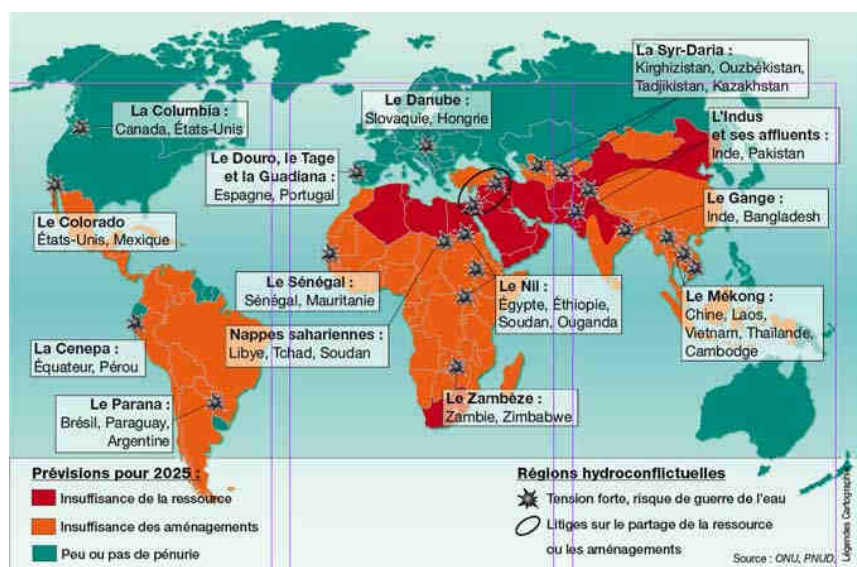 La Syr-Daria :
Kirghizistan, Ouzbékistan,
Tadjikistan, Kazakhstan
La Columbia :
Canada, États-Unis
Le Danube :
Slovaquie, Hongrie
L'Indus
et ses affluents :
Inde, Pakistan
Le Douro, le Tage
et la Guadiana :
Espagne, Portugal
Le Gange :
Inde, Bangladesh
Le Colorado
États-Unis, Mexique
Le Sénégal :
Sénégal, Mauritanie
Le Nil :
Égypte, Éthiopie,
Soudan, Ouganda
Le Mékong :
Chine, Laos,
Vietnam, Thaïlande,
Cambodge
Nappes sahariennes :
Libye, Tchad, Soudan
La Cenepa :
Équateur, Pérou
Le Parana :
Brésil, Paraguay,
Argentine
Le Zambèze :
Zambie, Zimbabwe
Prévisions pour 2025 :
Insuffisance de la ressource
Insuffisance des aménagements
Peu ou pas de pénurie
Régions hydroconflictuelles
Tension forte, risque de guerre de l'eau
Litiges sur le partage de la ressource
ou les aménagements
Source : ONU, PNUD.
Légendes Cartographie